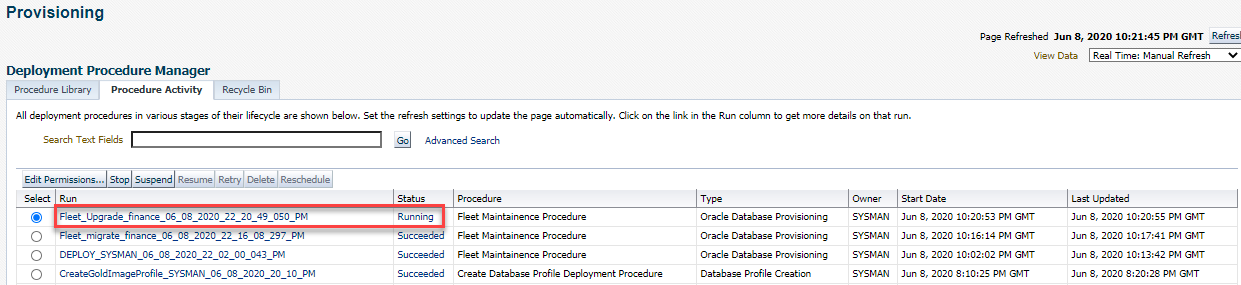 Provisioning
Page Refreshed Jun 8, 2020 10:21:45 PM GMT Refresh
View Data Real Time: Manual Refresh
Deployment Procedure Manager
Procedure Library Procedure Activity Recycle Bin
All deployment procedures in various stages of their lifecycle are shown below. Set the refresh settings to update the page automatically. Click on the link in the Run column to get more details on that run.
Search Text Fields Go Advanced Search
Edit Permissions... Stop Suspend Resume Retry Delete Reschedule
Select Run Status Procedure Type Owner Start Date Last Updated
Fleet_Upgrade_finance_06_08_2020_22_20_49_050_PM Running Fleet Maintainence Procedure Oracle Database Provisioning SYSMAN Jun 8, 2020 10:20:53 PM GMT Jun 8, 2020 10:20:55 PM GMT
Fleet_migrate_finance_06_08_2020_22_16_08_297_PM Succeeded Fleet Maintainence Procedure Oracle Database Provisioning SYSMAN Jun 8, 2020 10:16:14 PM GMT Jun 8, 2020 10:17:41 PM GMT
DEPLOY_SYSMAN_06_08_2020_22_02_00_043_PM Succeeded Fleet Maintainence Procedure Oracle Database Provisioning SYSMAN Jun 8, 2020 10:02:02 PM GMT Jun 8, 2020 10:13:42 PM GMT
CreateGoldImageProfile_SYSMAN_06_08_2020_20_10_PM Succeeded Create Database Profile Deployment Procedure Database Profile Creation SYSMAN Jun 8, 2020 8:10:25 PM GMT Jun 8, 2020 8:20:28 PM GMT